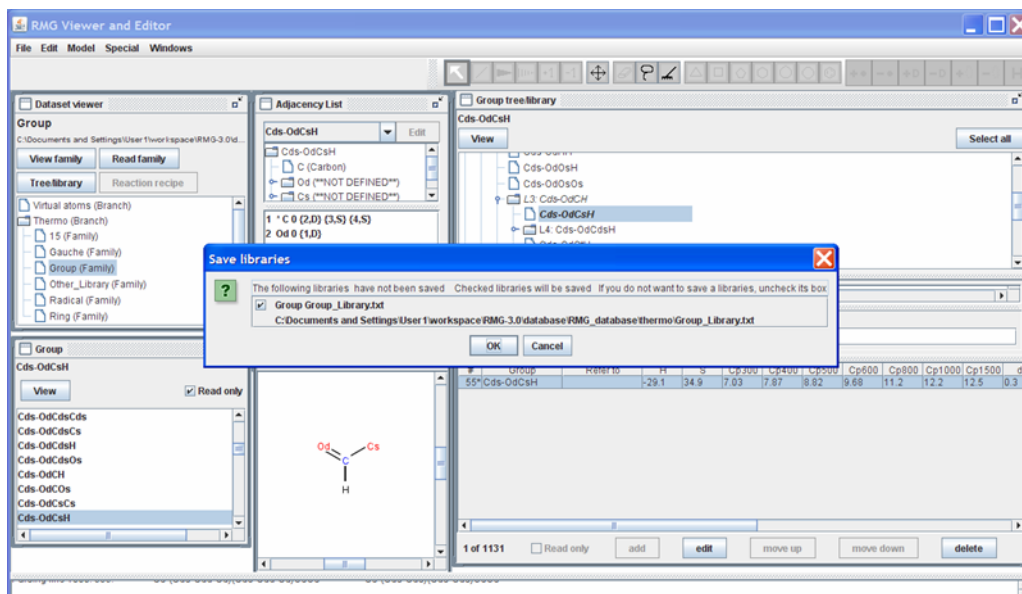 RMG Viewer and Editor
File Edit Model Special Windows
Dataset viewer
Group
C:\Documents and Settings\User1\workspace\RMG-3.0\d...
View family Read family
Tree/library Reaction recipe
Virtual atoms (Branch)
Thermo (Branch)
15 (Family)
Gauche (Family)
Group (Family)
Other_Library (Family)
Radical (Family)
Ring (Family)
Adjacency List
Cds-OdCsH Edit
Cds-OdCsH
C (Carbon)
Od (**NOT DEFINED**)
Cs (**NOT DEFINED**)
1 * C 0 {2,D} {3,S} {4,S}
2 Od 0 {1,D}
Group tree/library
Cds-OdCsH
View Select all
Cds-OdOsH
Cds-OdOsOs
L3: Cds-OdCH
Cds-OdCsH
L4: Cds-OdCdsH
Save libraries
The following libraries have not been saved Checked libraries will be saved If you do not want to save a libraries, uncheck its box
Group Group_Library.txt
C:\Documents and Settings\User1\workspace\RMG-3.0\database\RMG_database\thermo\Group_Library.txt
OK Cancel
Group
Cds-OdCsH
View Read only
Cds-OdCdsCds
Cds-OdCdsCs
Cds-OdCdsH
Cds-OdCdsOs
Cds-OdCH
Cds-OdCOs
Cds-OdCsCs
Cds-OdCsH
Od Cs
C
H
# Group Refer to H S Cp300 Cp400 Cp500 Cp600 Cp800 Cp1000 Cp1500 d
55* Cds-OdCsH -29.1 34.9 7.03 7.87 8.82 9.68 11.2 12.2 12.5 0.3
1 of 1131 Read only add edit move up move down delete